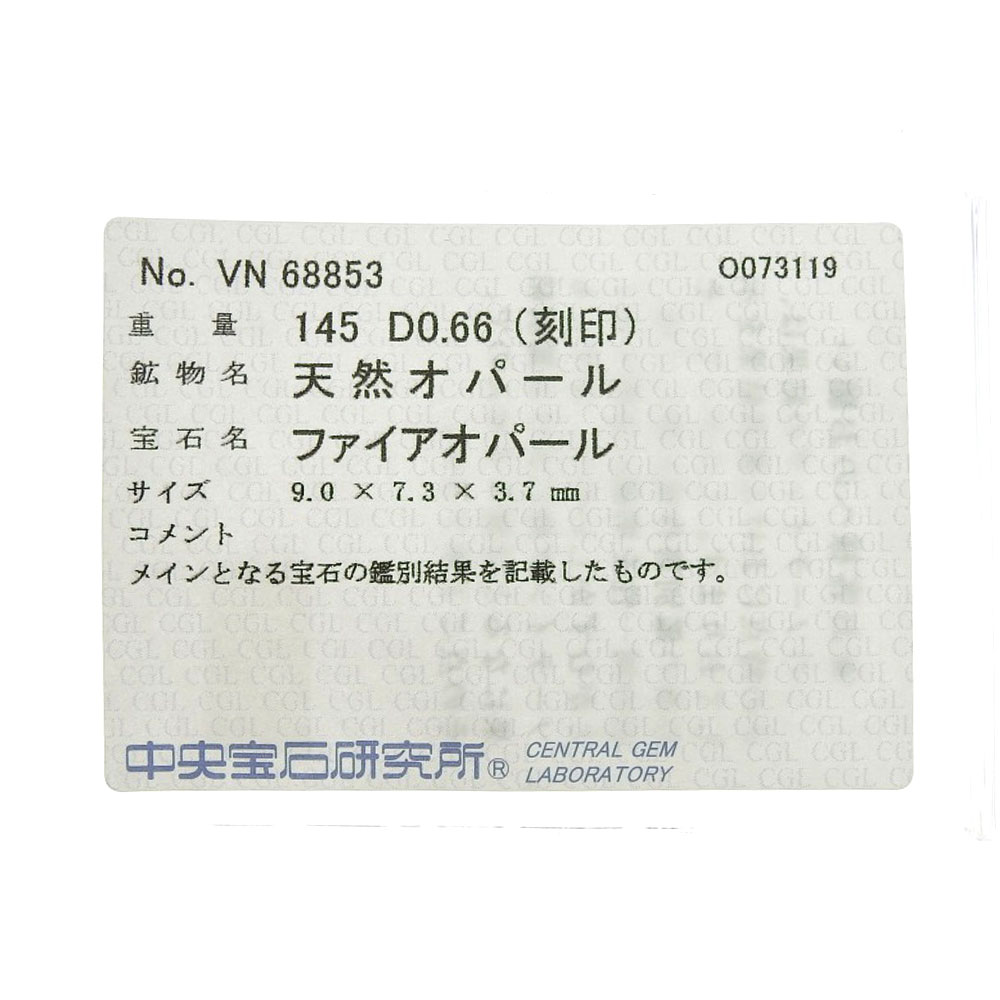 No. VN 68853 O073119
重量 145 D0.66 (刻印)
鉱物名 天然オパール
宝石名 ファイアオパール
サイズ 9.0 × 7.3 × 3.7 mm
コメント
メインとなる宝石の鑑別結果を記載したものです。
中央宝石研究所® CENTRAL GEM
LABORATORY